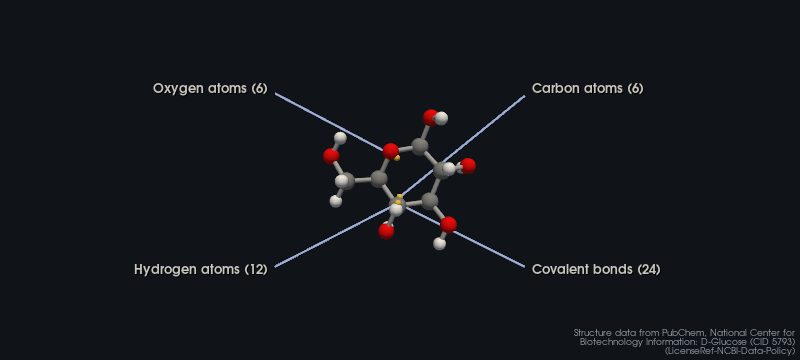 Oxygen atoms (6)
Carbon atoms (6)
Hydrogen atoms (12)
Covalent bonds (24)
Structure data from PubChem, National Center for
Biotechnology Information: D-Glucose (CID 5793)
(LicenseRef-NCBI-Data-Policy)